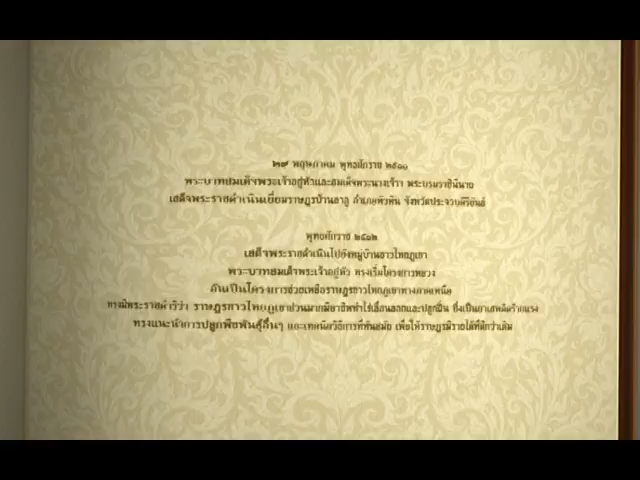 ๒๙ พฤษภาคม พุทธศักราช ๒๕๑๐
พระบาทสมเด็จพระเจ้าอยู่หัวและสมเด็จพระนางเจ้าฯ พระบรมราชินีนาถ
เสด็จพระราชดำเนินเยี่ยมราษฎรบ้าน อำเภอหัวหิน จังหวัดประจวบคีรีขันธ์
พุทธศักราช ๒๕๑๒
เสด็จพระราชดำเนินไปยังหมู่บ้านชาวไทยภูเขา
พระบาทสมเด็จพระเจ้าอยู่หัว ทรงเริ่มโครงการหลวง
อันเป็นโครงการช่วยเหลือราษฎรชาวไทยภูเขาทางภาคเหนือ
ทรงมีพระราชดำริว่า ราษฎรชาวไทยภูเขาส่วนมากมีอาชีพทำไร่เลื่อนลอยและปลูกฝิ่น ซึ่งเป็นยาเสพติดร้ายแรง
ทรงแนะนำการปลูกพืชพันธุ์อื่นๆ และเทคนิควิธีการที่ทันสมัย เพื่อให้ราษฎรมีรายได้ที่ดีกว่าเดิม